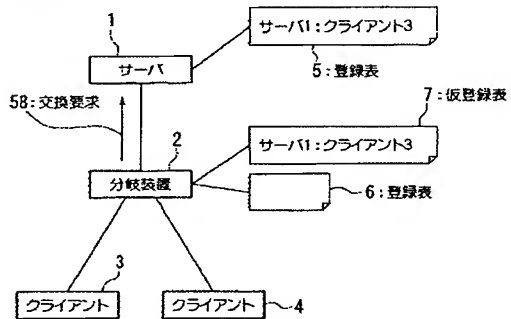 1
サーバ1:クライアント3
サーバ
5:登録表
58:交換要求
7:仮登録表
2
サーバ1:クライアント3
分岐装置
6:登録表
3
クライアント
クライアント
4